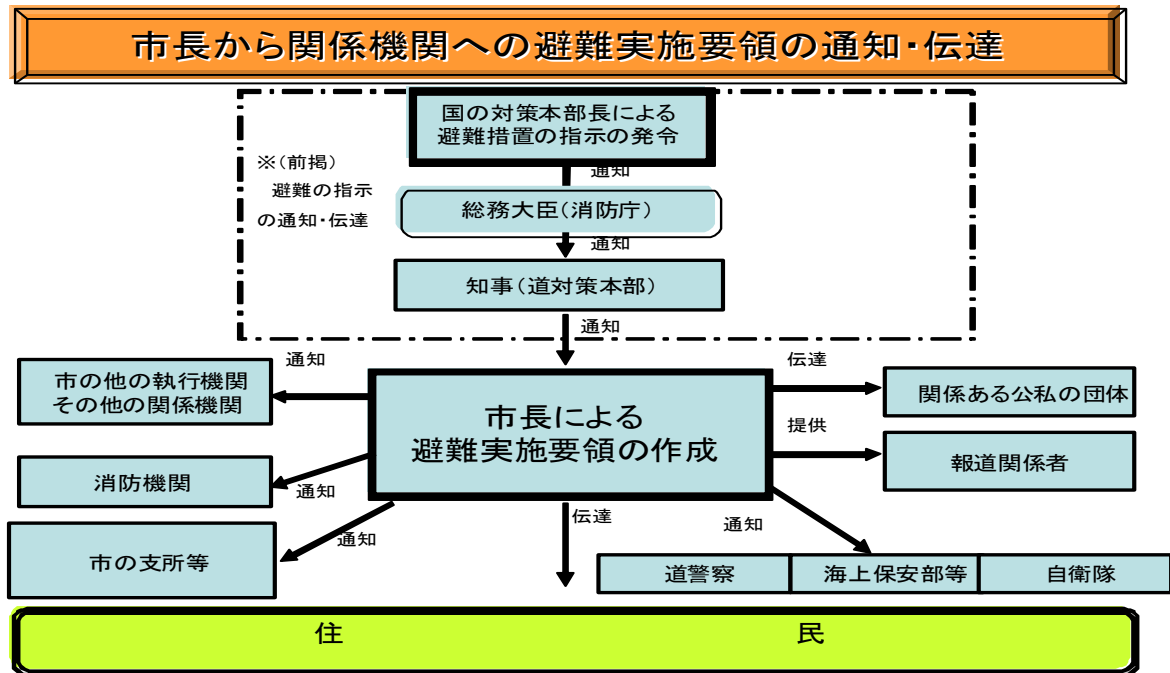 市長から関係機関への避難実施要領の通知・伝達
国の対策本部長による
避難措置の指示の発令
※(前掲)
避難の指示
の通知・伝達
通知
総務大臣(消防庁)
通知
知事(道対策本部)
通知
通知
伝達
市の他の執行機関
その他の関係機関
市長による
避難実施要領の作成
関係ある公私の団体
提供
報道関係者
消防機関
通知
伝達
通知
通知
市の支所等
道警察
海上保安部等
自衛隊
住民